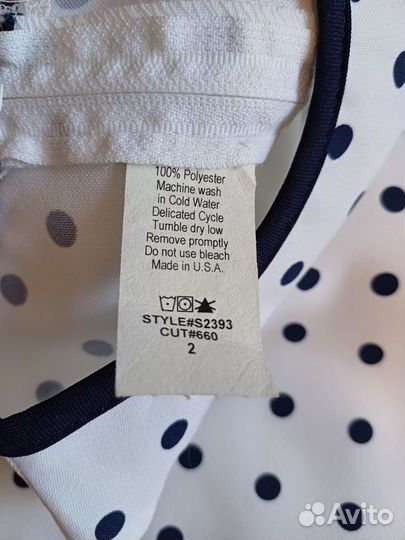 100% Polyester
Machine wash
in Cold Water
Delicated Cycle
Tumble dry low
Remove promptly
Do not use bleach
Made in U.S.A.
STYLE#S2393
CUT#660
2
Avito